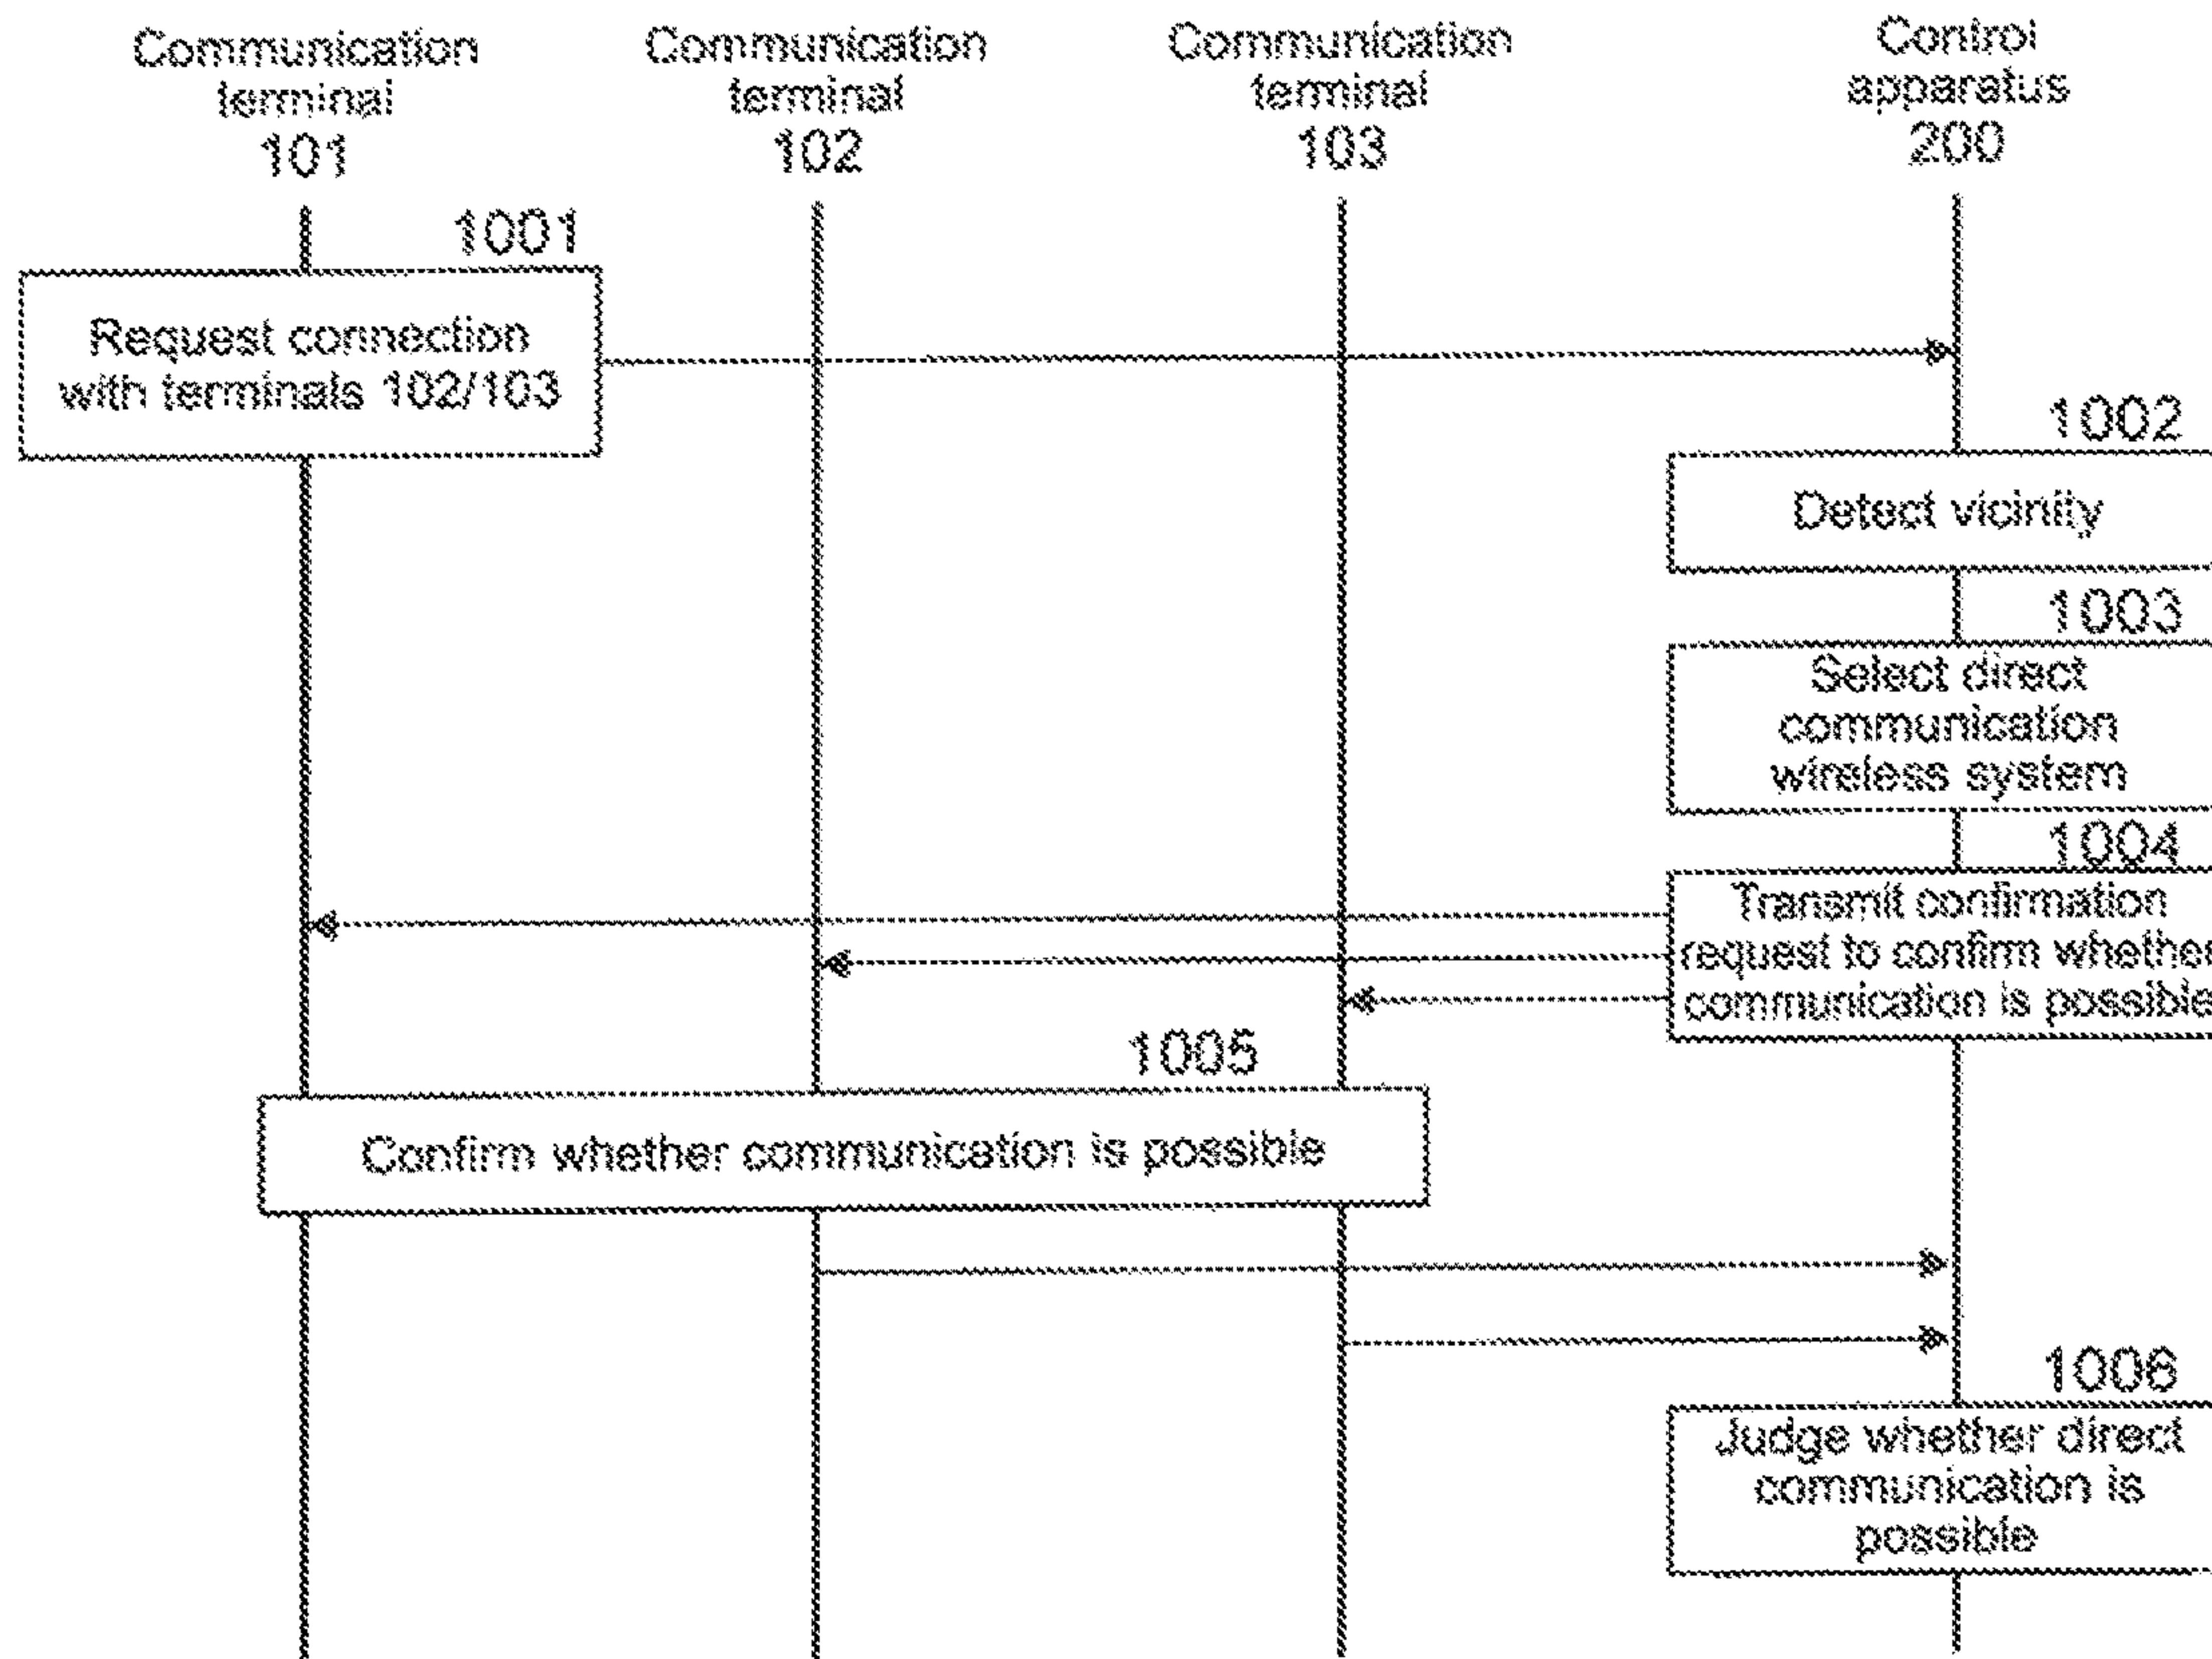 Communication
terminal
101
Communication
terminal
102
Communication
terminal
103
Control
apparatus
200
1001
Request connection
with terminals 102/103
1002
Detect vicinity
1003
Select direct
communication
wireless system
1004
Transmit confirmation
request to confirm whether
communication is possible
1005
Confirm whether communication is possible
1006
Judge whether direct
communication is
possible